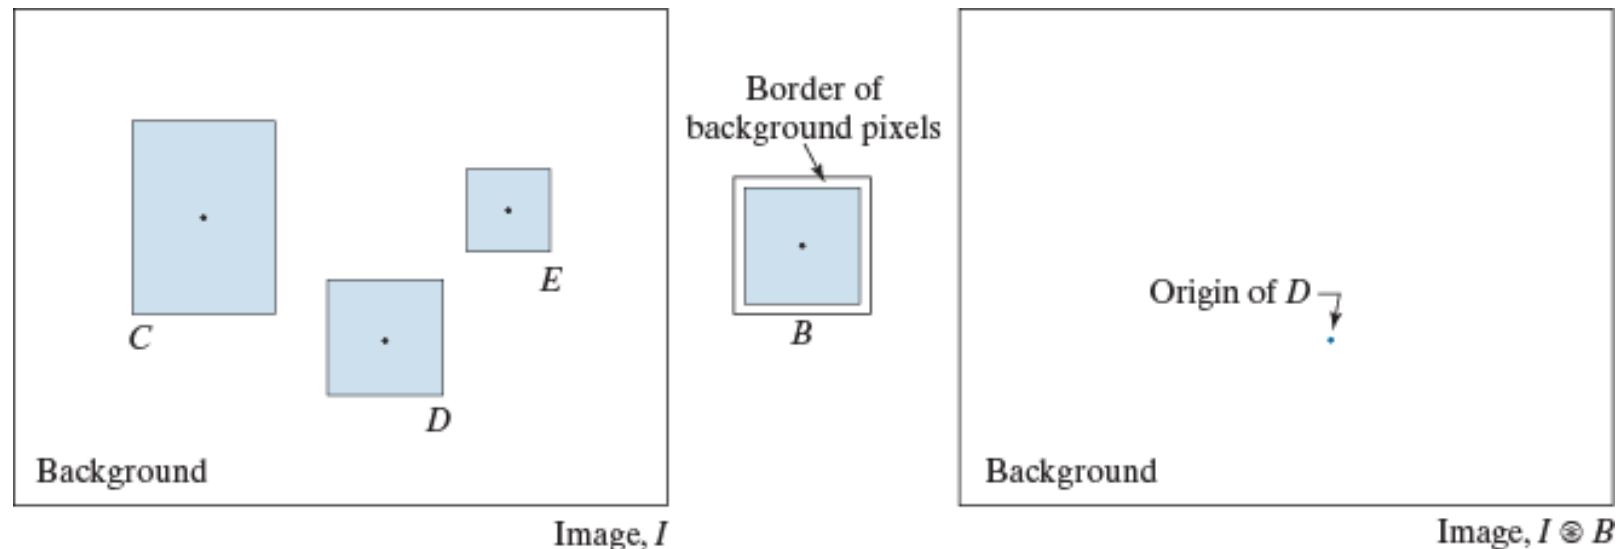 Border of
background pixels
E
C
B
D
Background
Image, I
Origin of D
Background
Image, I ⊛ B